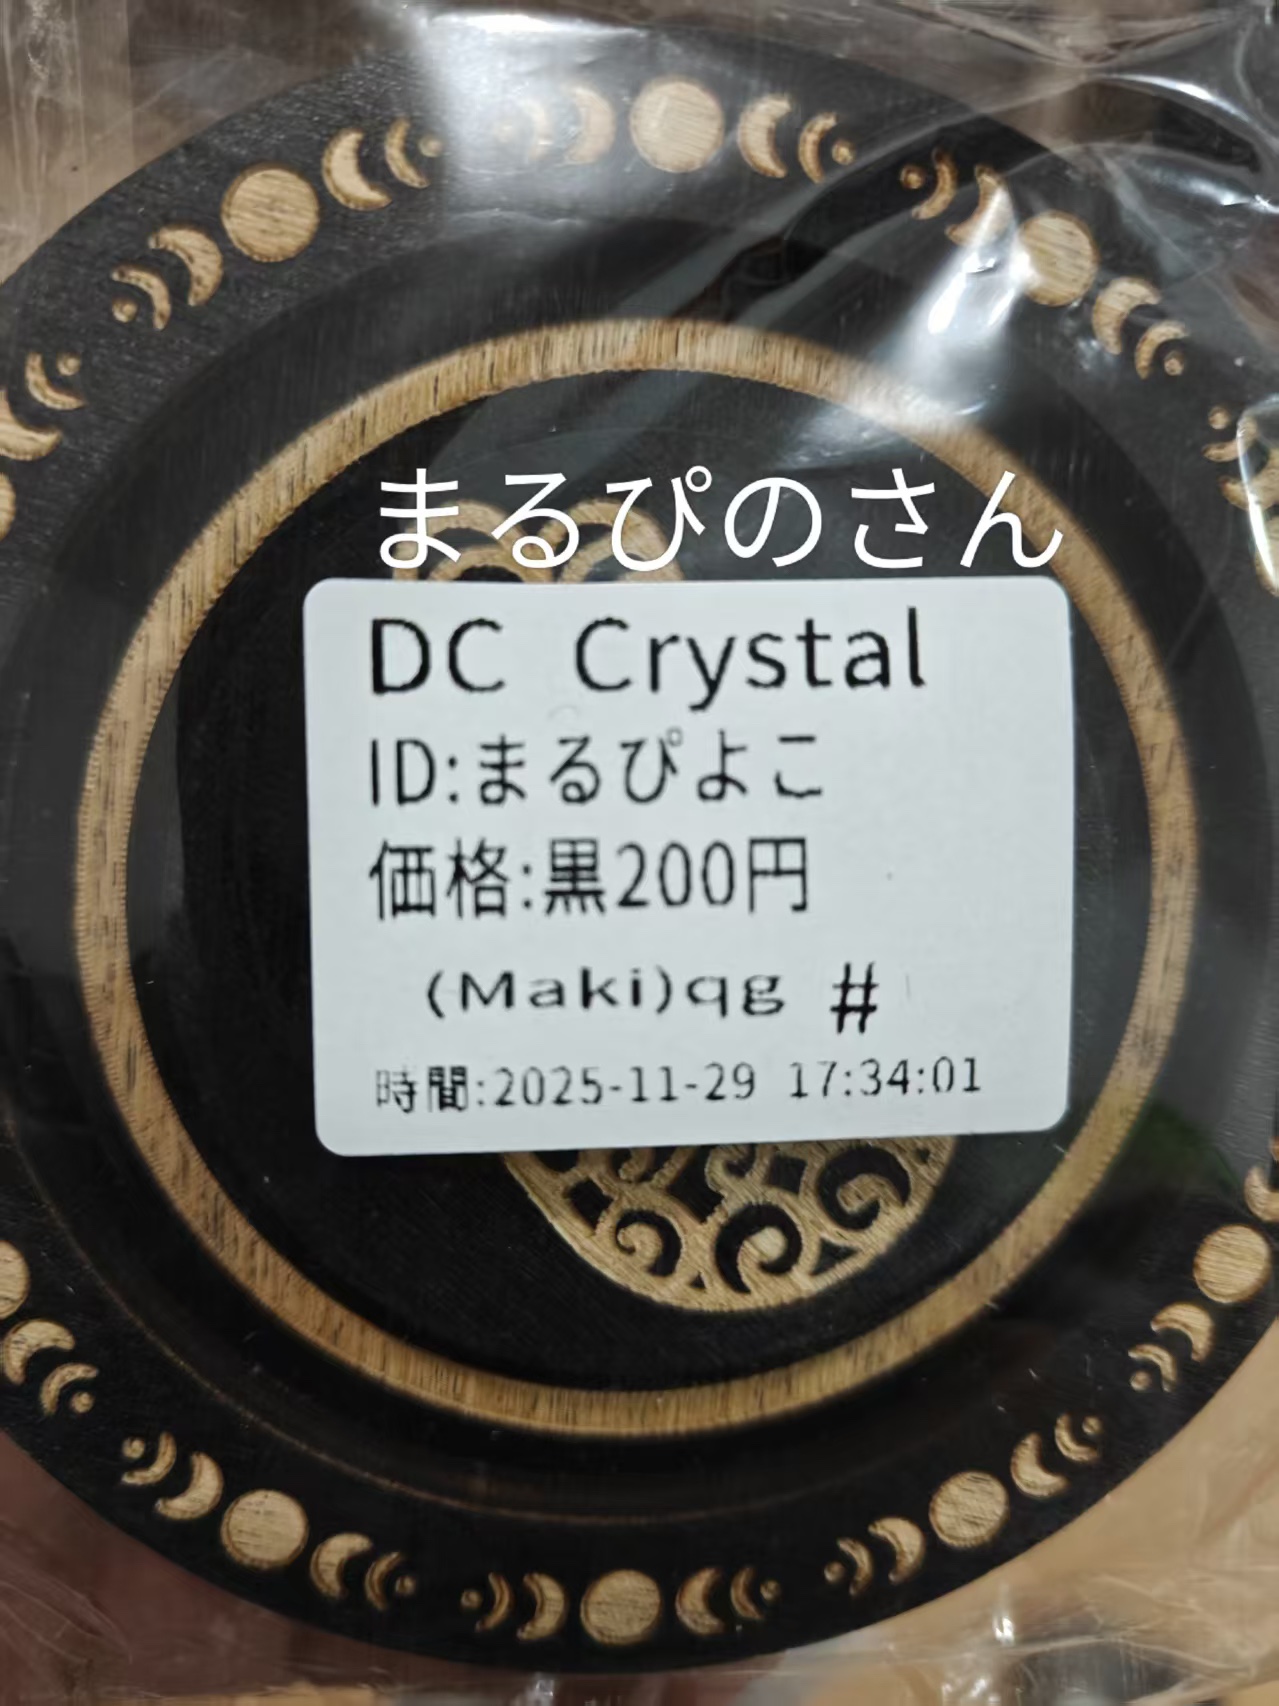 まるぴのさん
DC Crystal
ID:まるぴよこ
価格:黒200円
(Maki)qg #
時間:2025-11-29 17:34:01